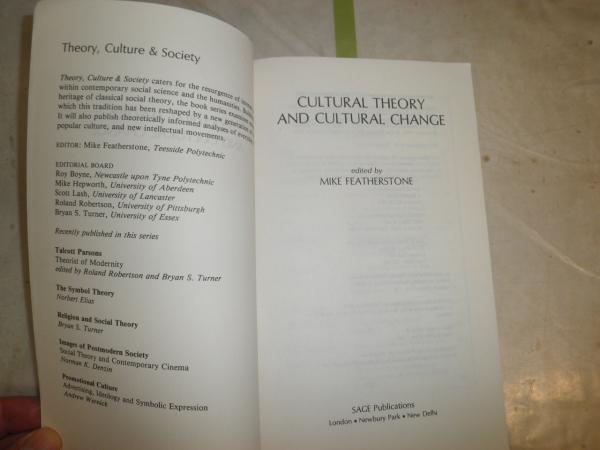 Theory, Culture & Society
Theory, Culture & Society caters for the resurgence of
within contemporary social science and the humanities.
heritage of classical social theory, the book series examines
which this tradition has been reshaped by a new generation
It will also publish theoretically informed analyses of
popular culture, and new intellectual movements.
EDITOR: Mike Featherstone, Teesside Polytechnic
EDITORIAL BOARD
Roy Boyne, Newcastle upon Tyne Polytechnic
Mike Hepworth, University of Aberdeen
Scott Lash, University of Lancaster
Roland Robertson, University of Pittsburgh
Bryan S. Turner, University of Essex
Recently published in this series
Talcott Parsons
Theorist of Modernity
edited by Roland Robertson and Bryan S. Turner
The Symbol Theory
Norbert Elias
Religion and Social Theory
Bryan S. Turner
Images of Postmodern Society
Social Theory and Contemporary Cinema
Norman K. Denzin
Promotional Culture
Advertising, Ideology and Symbolic Expression
Andrew Wernick
CULTURAL THEORY
AND CULTURAL CHANGE
edited by
MIKE FEATHERSTONE
SAGE Publications
London • Newbury Park • New Delhi